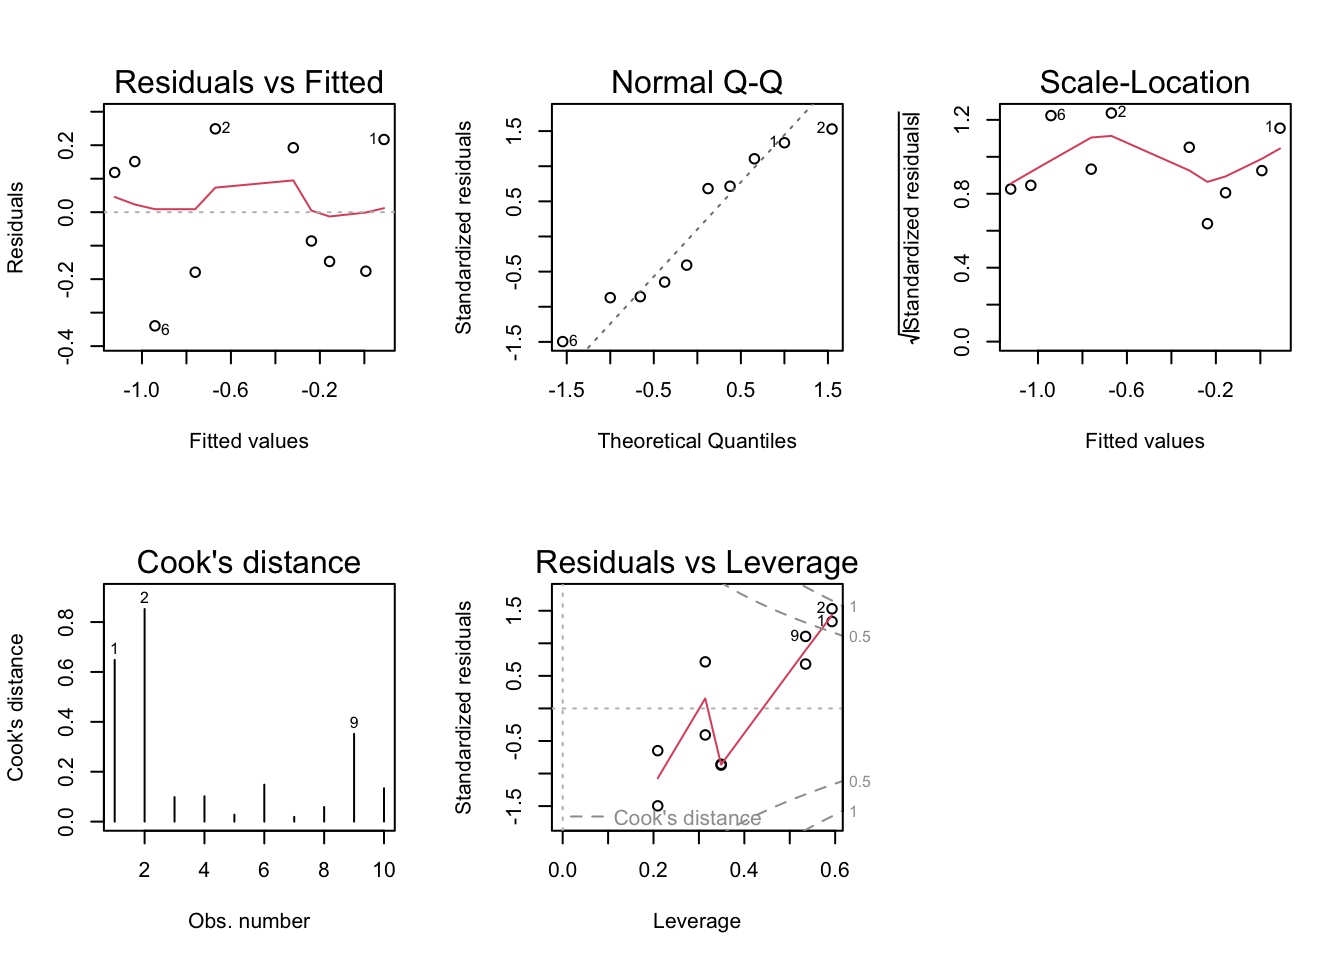 Residuals vs Fitted
Residuals
0.2
0.0
-0.2
-0.4
2
1
6
-1.0 -0.6 -0.2
Fitted values
Normal Q-Q
Standardized residuals
1.5
0.5
-0.5
-1.5
2
1
6
-1.5 -0.5 0.5 1.5
Theoretical Quantiles
Scale-Location
√|Standardized residuals|
1.2
0.8
0.4
0.0
6
2
1
-1.0 -0.6 -0.2
Fitted values
Cook's distance
Cook's distance
0.8
0.6
0.4
0.2
0.0
1
2
9
2 4 6 8 10
Obs. number
Residuals vs Leverage
Standardized residuals
1.5
0.5
-0.5
-1.5
2
1
9
1
0.5
0.5
1
Cook's distance
0.0 0.2 0.4 0.6
Leverage